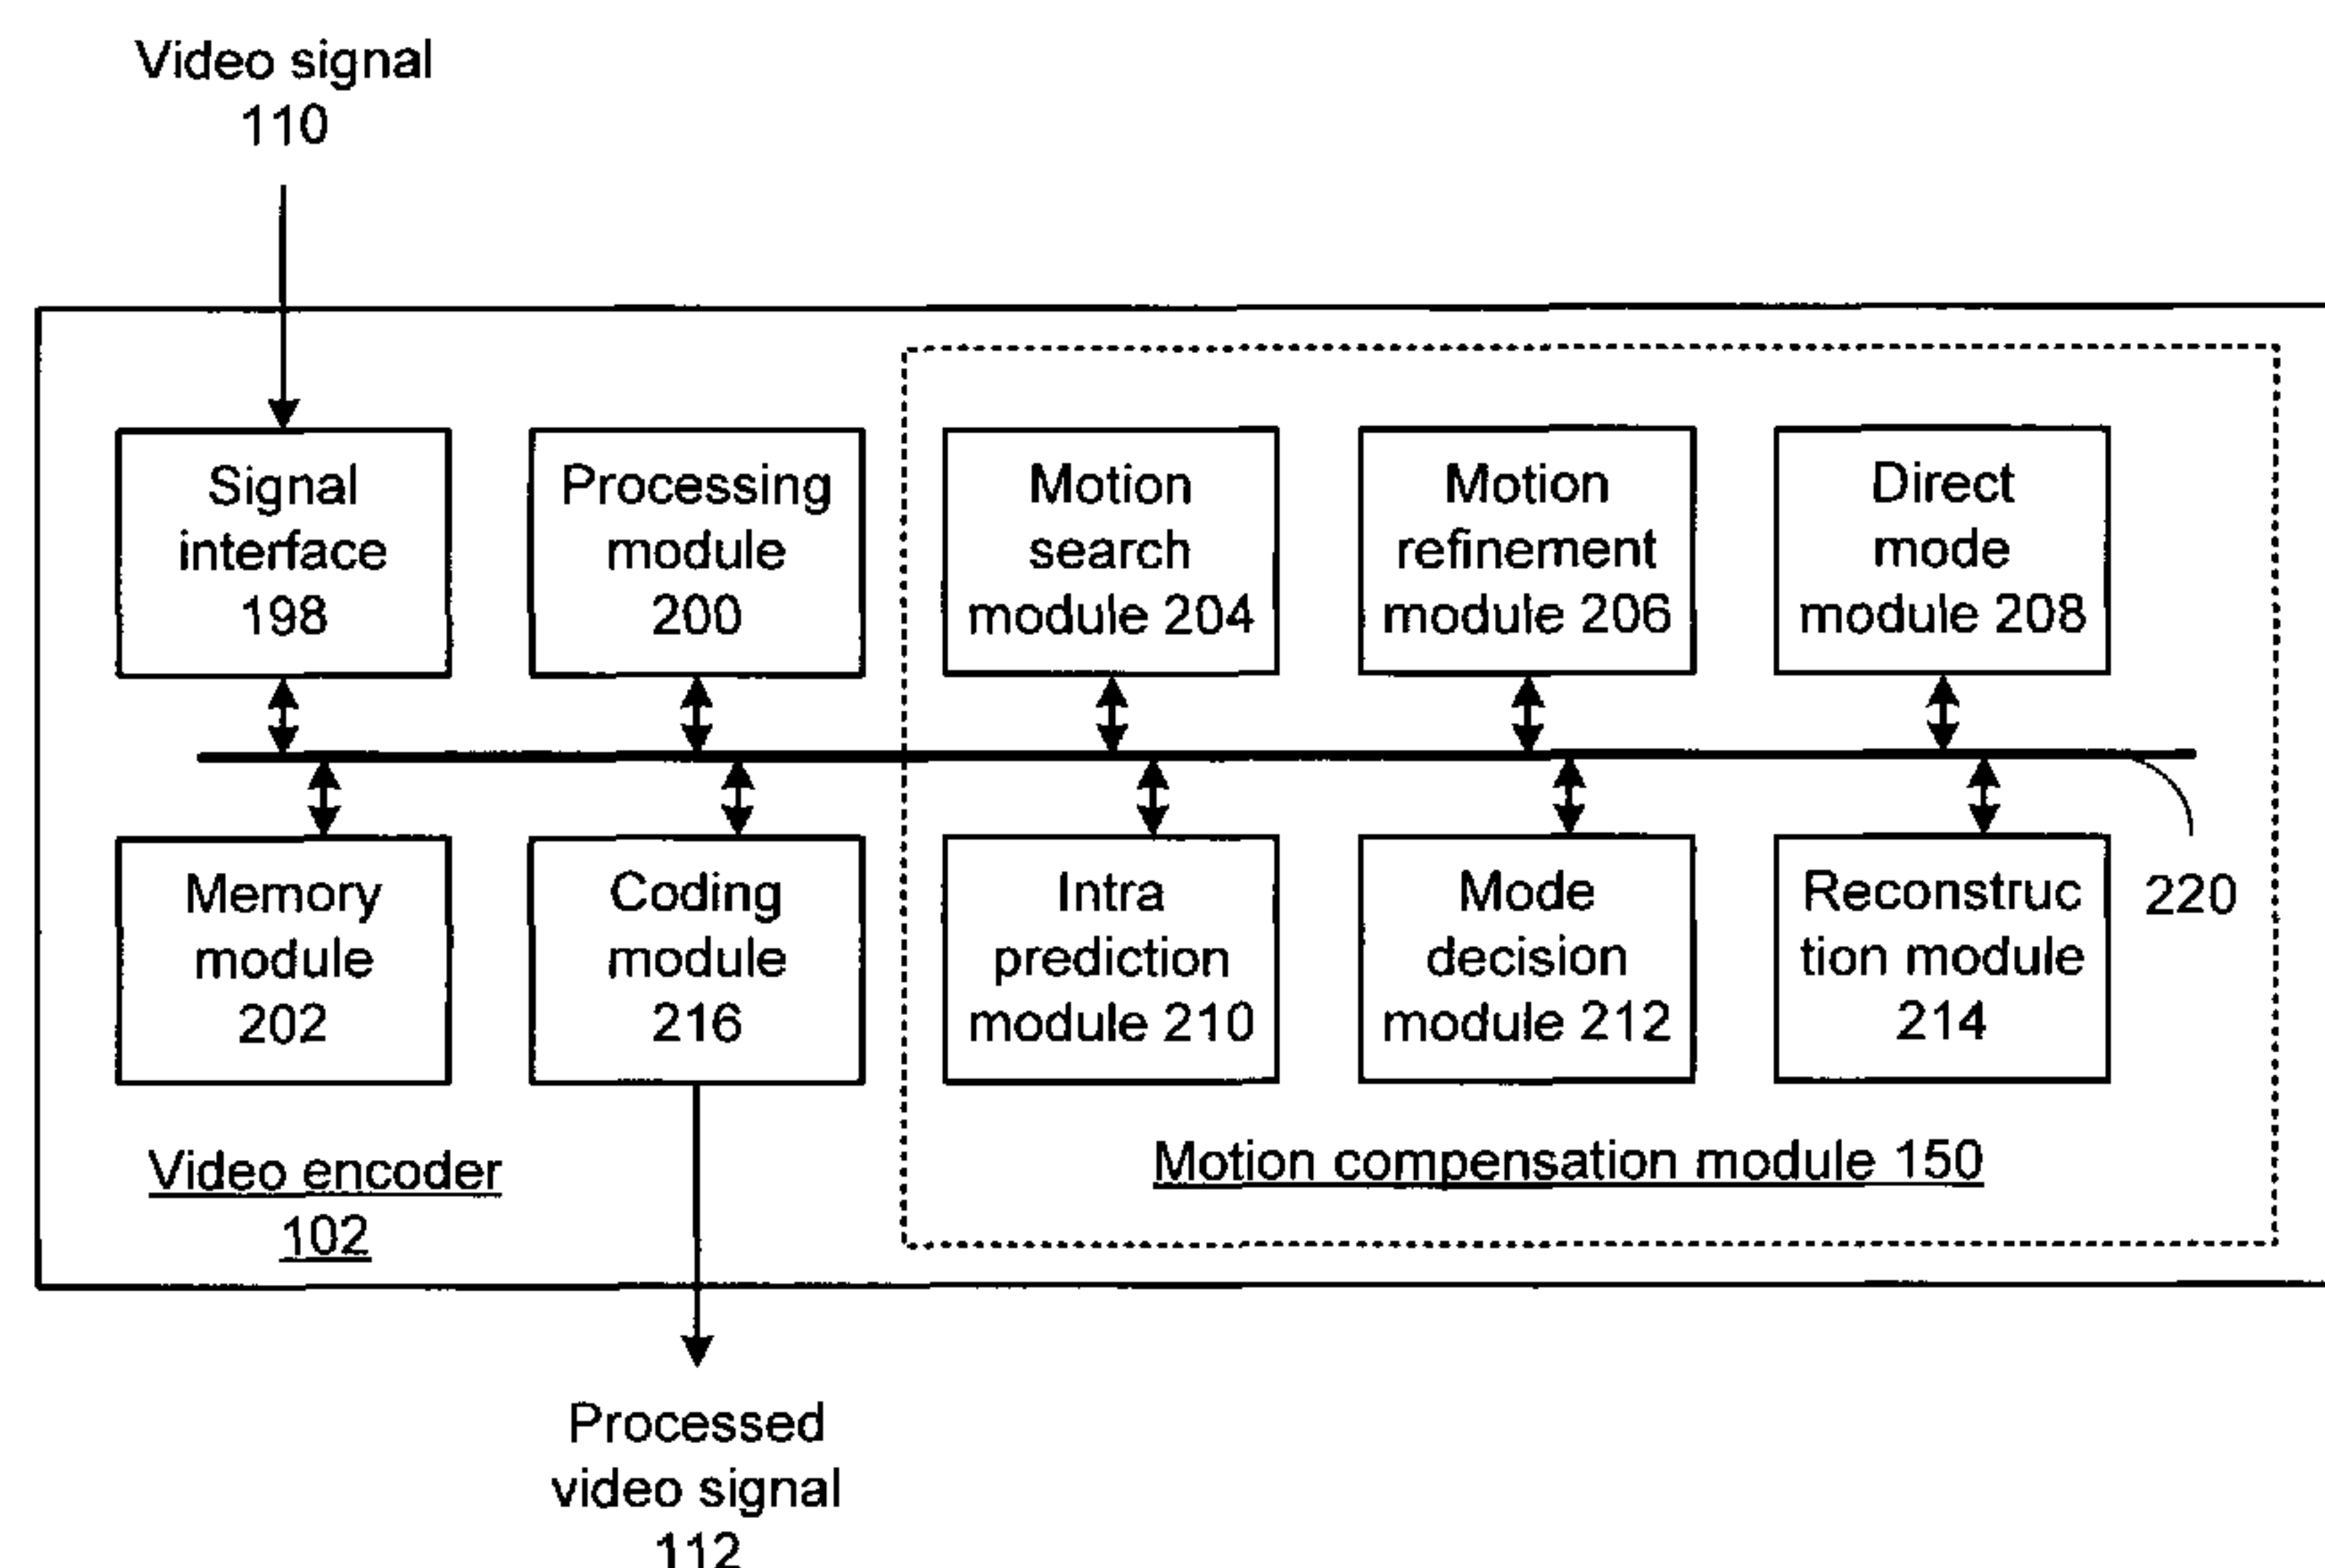 Video signal
110
Signal
interface
198
Processing
module
200
Motion
search
module 204
Motion
refinement
module 206
Direct
mode
module 208
Memory
module
202
Coding
module
216
Intra
prediction
module 210
Mode
decision
module 212
Reconstruc
tion module
214
220
Video encoder
102
Motion compensation module 150
Processed
video signal
112